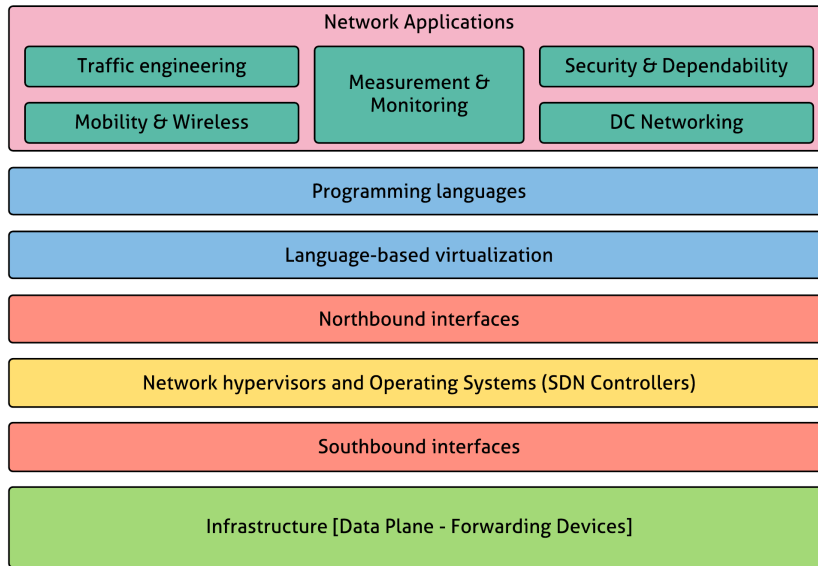 Network Applications
Traffic engineering
Measurement &
Monitoring
Security & Dependability
Mobility & Wireless
DC Networking
Programming languages
Language-based virtualization
Northbound interfaces
Network hypervisors and Operating Systems (SDN Controllers)
Southbound interfaces
Infrastructure [Data Plane - Forwarding Devices]